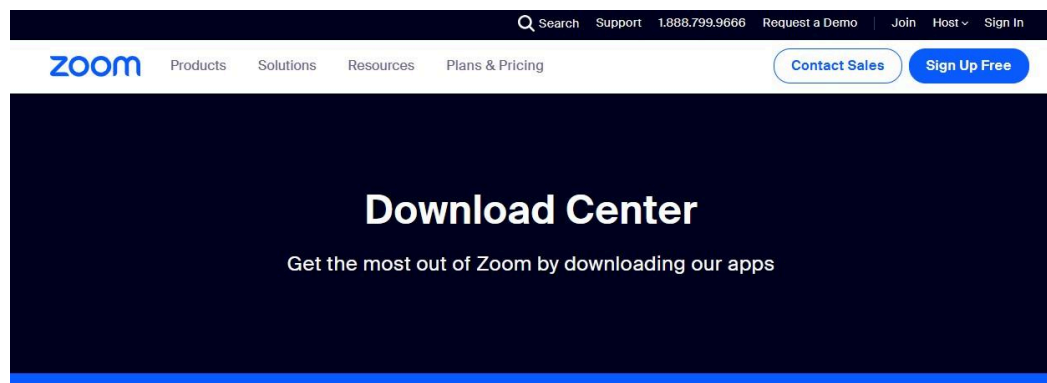 Search Support 1.888.799.9666 Request a Demo Join Host Sign In
zoom Products Solutions Resources Plans & Pricing Contact Sales Sign Up Free
Download Center
Get the most out of Zoom by downloading our apps